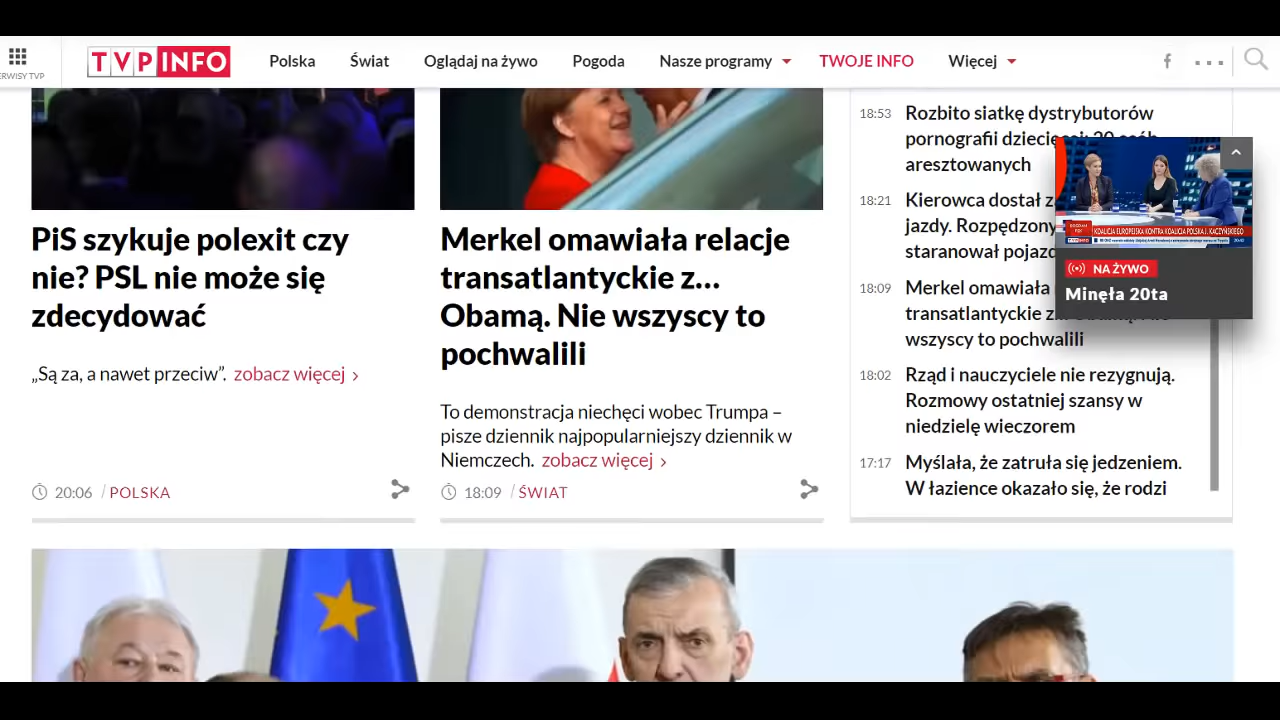 ERWISY TVP
TVP INFO
Polska
Świat
Oglądaj na żywo
Pogoda
Nasze programy
TWOJE INFO
Więcej
PiS szykuje polexit czy
nie? PSL nie może się
zdecydować
„Są za, a nawet przeciw”. zobacz więcej ›
20:06 / POLSKA
Merkel omawiała relacje
transatlantyckie z...
Obamą. Nie wszyscy to
pochwalili
To demonstracja niechęci wobec Trumpa –
pisze dziennik najpopularniejszy dziennik w
Niemczech. zobacz więcej ›
18:09 / ŚWIAT
18:53 Rozbito siatkę dystrybutorów
pornografii dziecięcej: 20 osób
aresztowanych
18:21 Kierowca dostał z
jazdy. Rozpędzony
staranował pojazd
18:09 Merkel omawiała
transatlantyckie z... Obamą. Nie
wszyscy to pochwalili
18:02 Rząd i nauczyciele nie rezygnują.
Rozmowy ostatniej szansy w
niedzielę wieczorem
17:17 Myślała, że zatruła się jedzeniem.
W łazience okazało się, że rodzi
KOALICJA EUROPEJSKA KONTRA KOALICJA POLSKA J. KACZYŃSKIEGO
NA ŻYWO
Minęła 20ta